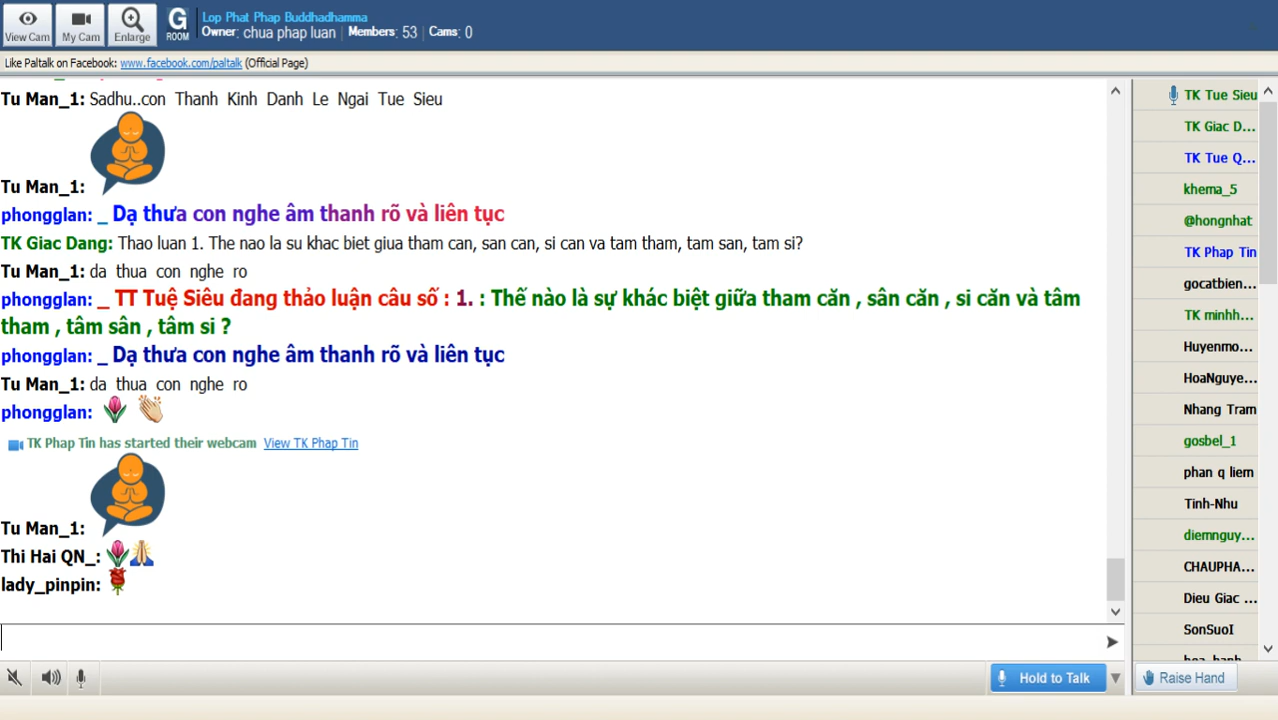 View Cam
My Cam
Enlarge
G
ROOM
Lop Phat Phap Buddhadhamma
Owner: chua phap luan | Members: 53 | Cams: 0
Like Paltalk on Facebook: www.facebook.com/paltalk (Official Page)
Tu Man_1: Sadhu..con Thanh Kinh Danh Le Ngai Tue Sieu
Tu Man_1:
phongglan: _ Dạ thưa con nghe âm thanh rõ và liên tục
TK Giac Dang: Thao luan 1. The nao la su khac biet giua tham can, san can, si can va tam tham, tam san, tam si?
Tu Man_1: da thua con nghe ro
phongglan: _ TT Tuệ Siêu đang thảo luận câu số : 1. : Thế nào là sự khác biệt giữa tham căn , sân căn , si căn và tâm
tham , tâm sân , tâm si ?
phongglan: _ Dạ thưa con nghe âm thanh rõ và liên tục
Tu Man_1: da thua con nghe ro
phongglan:
TK Phap Tin has started their webcam View TK Phap Tin
Tu Man_1:
Thi Hai QN_:
lady_pinpin:
Hold to Talk
TK Tue Sieu
TK Giac D...
TK Tue Q...
khema_5
@hongnhat
TK Phap Tin
gocatbien...
TK minhh...
Huyenmo...
HoaNguye...
Nhang Tram
gosbel_1
phan q liem
Tinh-Nhu
diemnguy...
CHAUPHA...
Dieu Giac ...
SonSuoI
Raise Hand